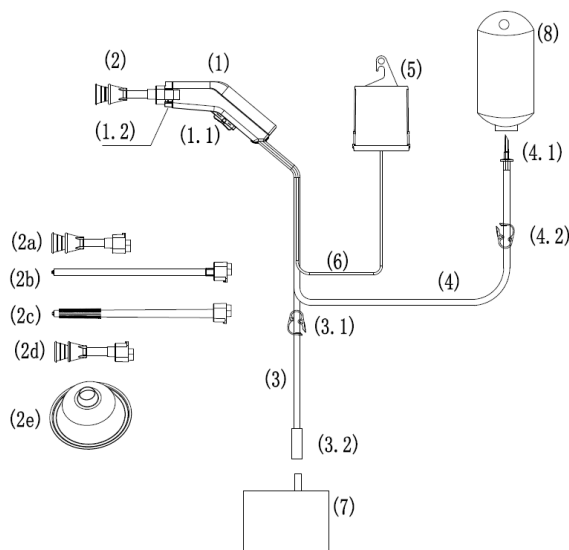 (2)
(1)
(5)
(8)
(1.2)
(1.1)
(4.1)
(4.2)
(2a)
(6)
(4)
(2b)
(2c)
(3.1)
(2d)
(3)
(2e)
(3.2)
(7)